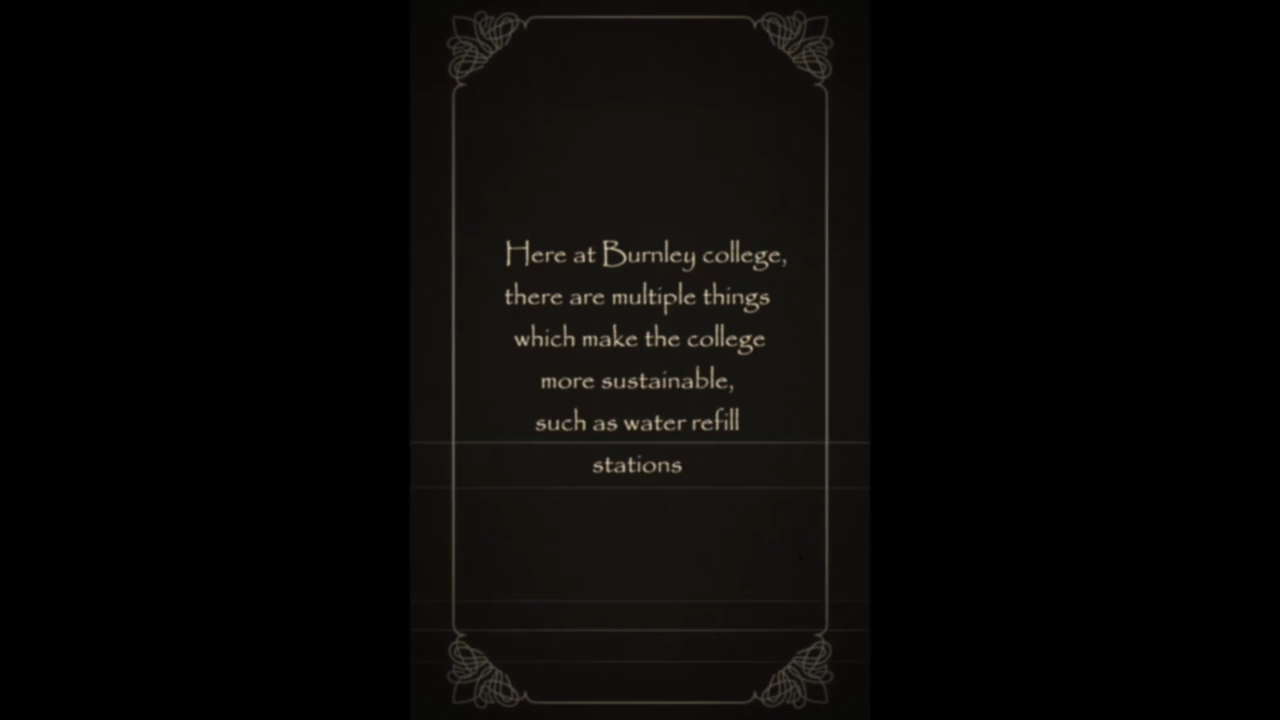 Here at Burnley college,
there are multiple things
which make the college
more sustainable,
such as water refill
stations